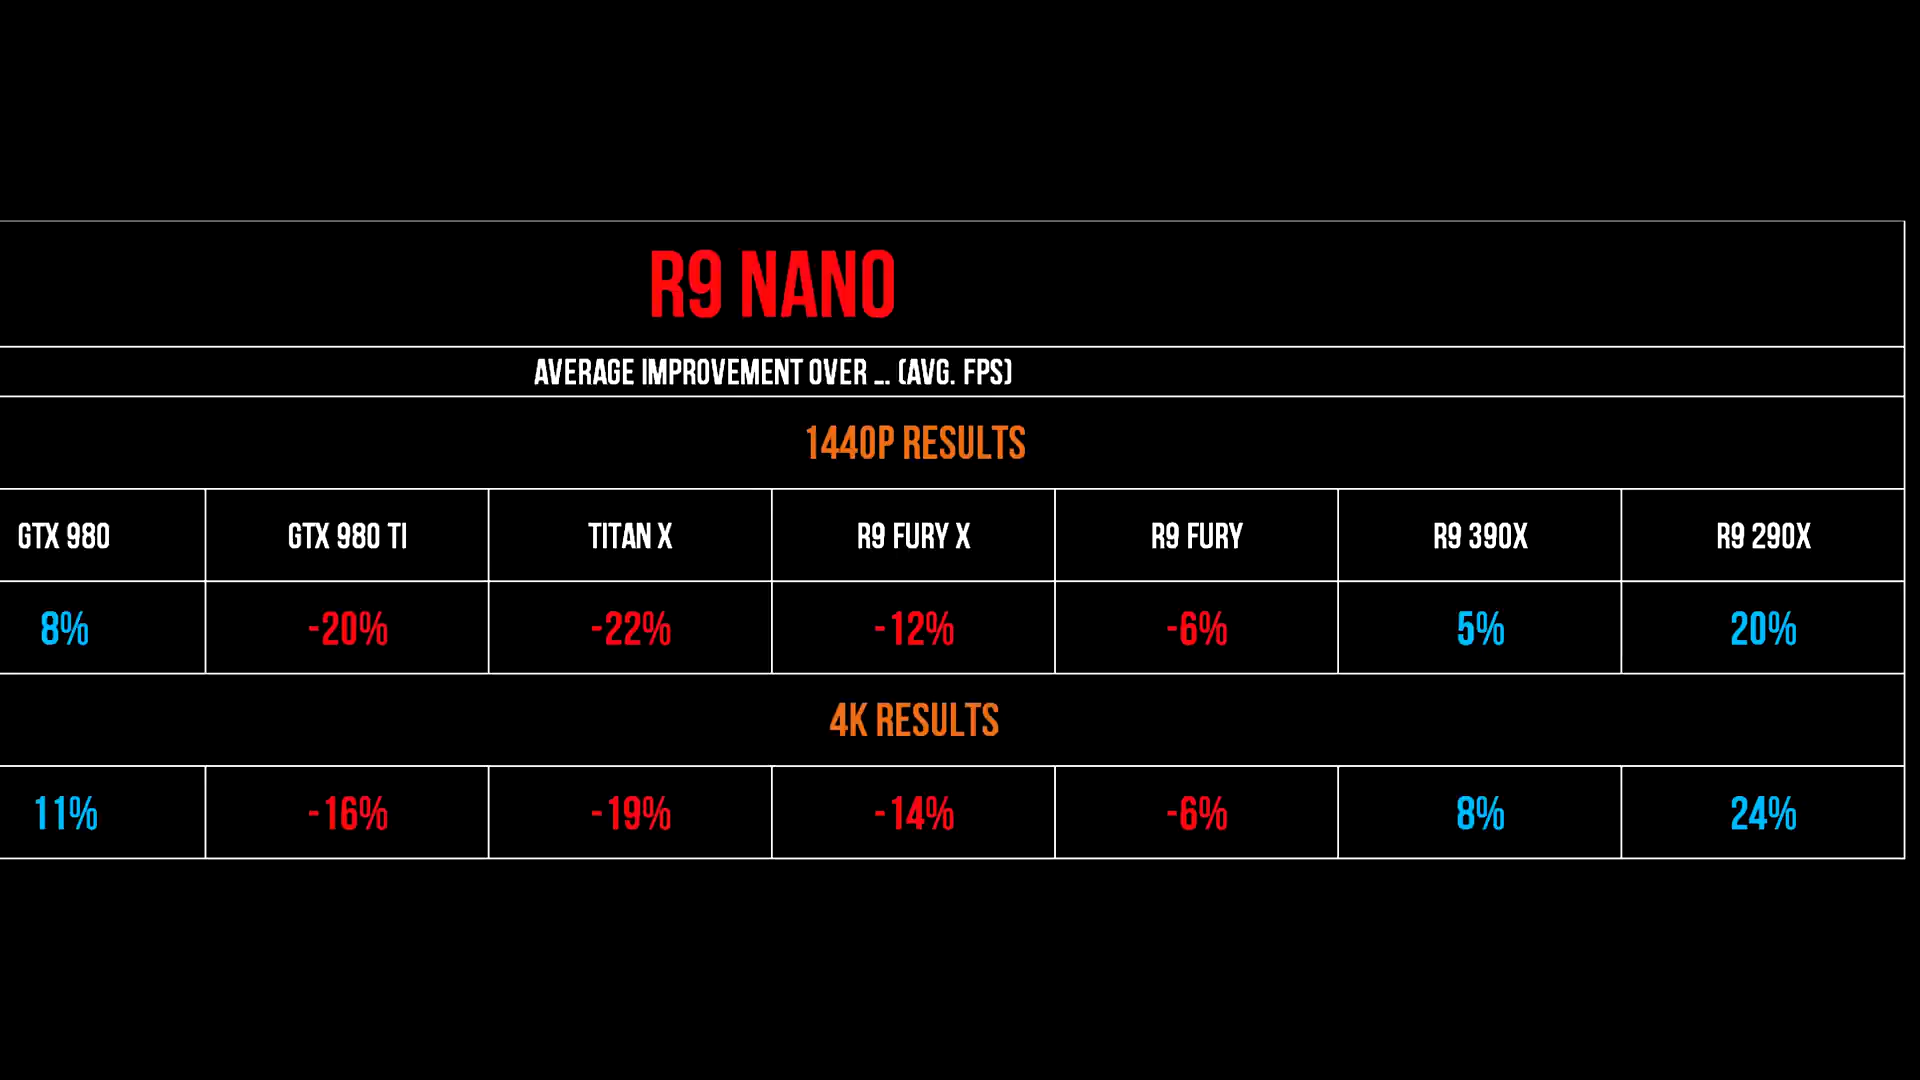 R9 NANO
AVERAGE IMPROVEMENT OVER ... (AVG. FPS)
1440P RESULTS
GTX 980 GTX 980 TI TITAN X R9 FURY X R9 FURY R9 390X R9 290X
8% -20% -22% -12% -6% 5% 20%
4K RESULTS
11% -16% -19% -14% -6% 8% 24%